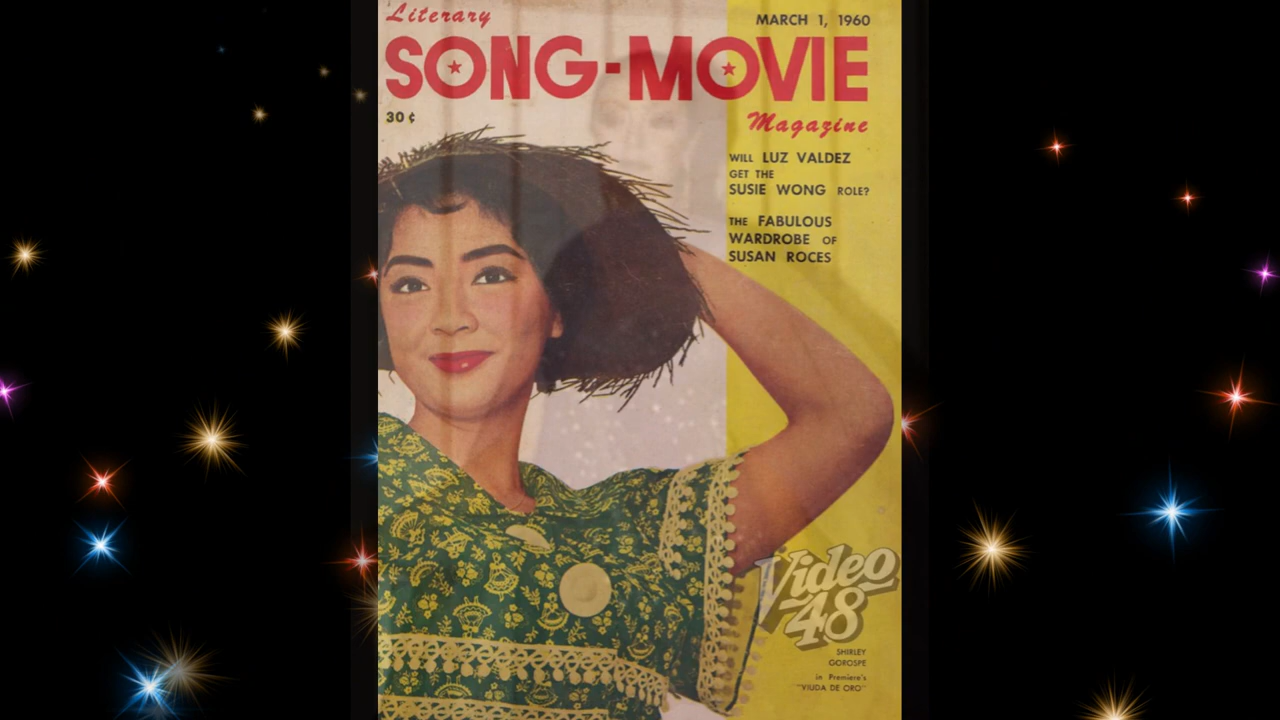 Literary
MARCH 1, 1960
SONG-MOVIE
30¢
Magazine
WILL LUZ VALDEZ
GET THE
SUSIE WONG ROLE?
THE FABULOUS
WARDROBE OF
SUSAN ROCES
Video
48
SHIRLEY
GOROSPE
in Premiere's
"VIUDA DE ORO"